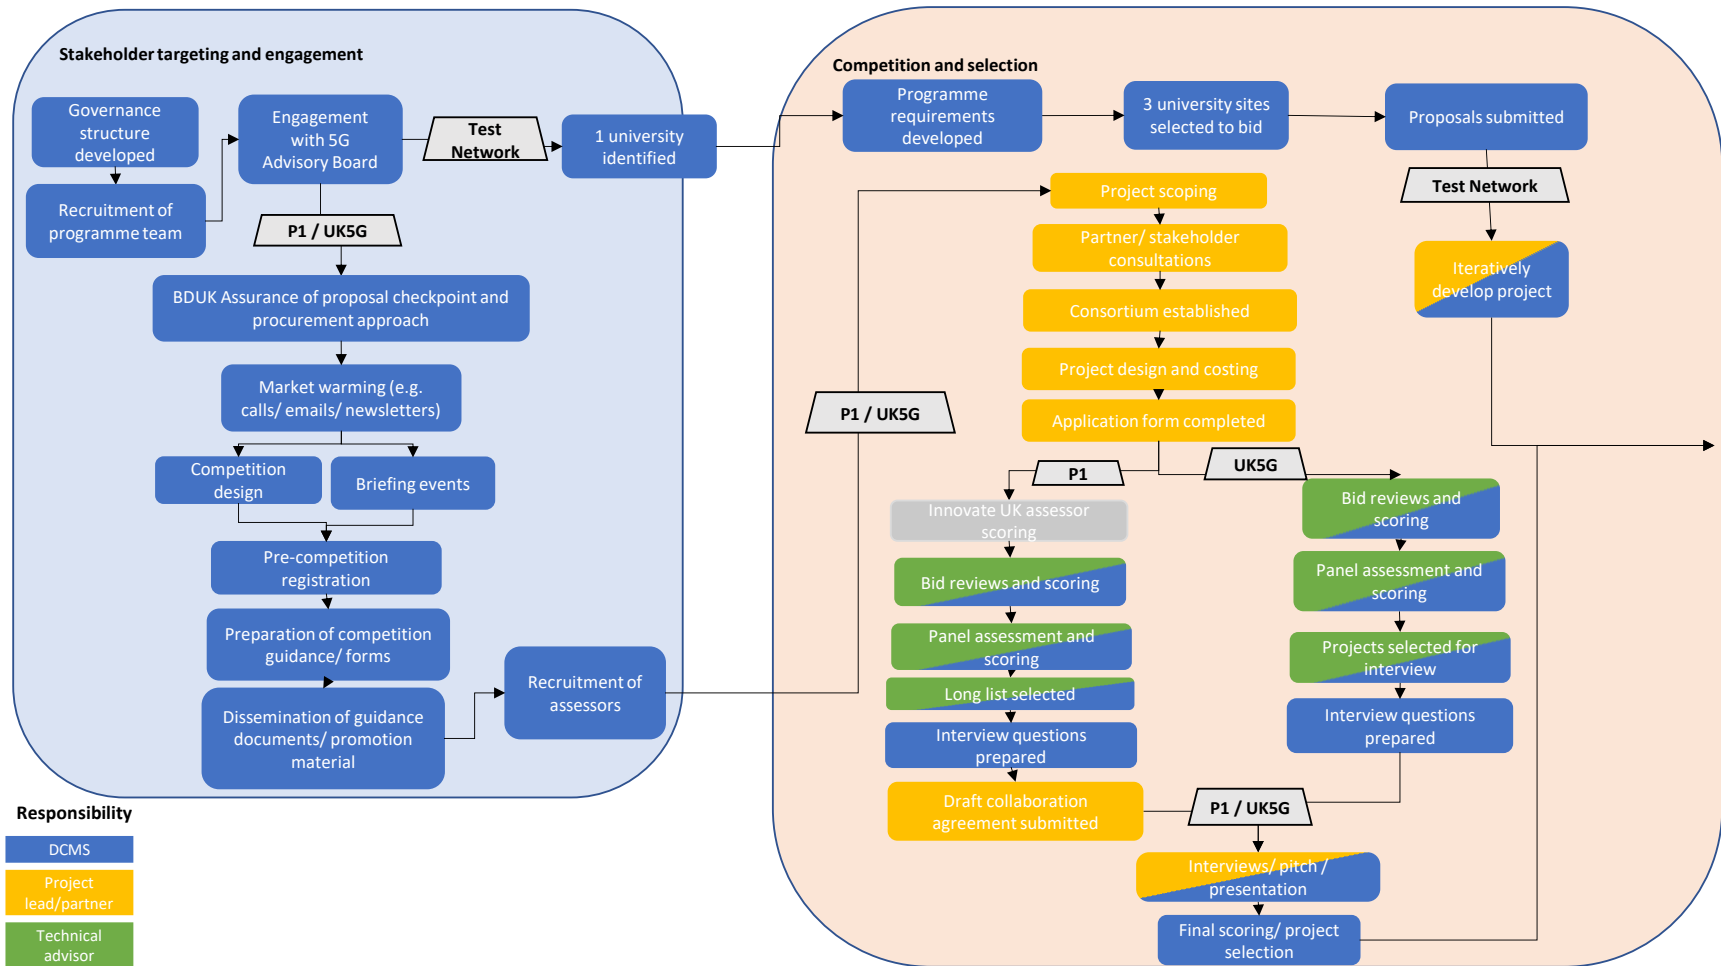 Stakeholder targeting and engagement
Governance
structure
developed
Recruitment of
programme team
Engagement
with 5G
Advisory Board
Test
Network
1 university
identified
P1 / UK5G
BDUK Assurance of proposal checkpoint and
procurement approach
Market warming (e.g.
calls/ emails/ newsletters)
Competition
design
Briefing events
Pre-competition
registration
Preparation of competition
guidance/ forms
Dissemination of guidance
documents/ promotion
material
Recruitment of
assessors
Competition and selection
Programme
requirements
developed
3 university sites
selected to bid
Proposals submitted
Test Network
Iteratively
develop project
P1 / UK5G
Project scoping
Partner/ stakeholder
consultations
Consortium established
Project design and costing
Application form completed
P1
UK5G
Innovate UK assessor
scoring
Bid reviews and scoring
Panel assessment and
scoring
Long list selected
Interview questions
prepared
Draft collaboration
agreement submitted
Bid reviews and
scoring
Panel assessment and
scoring
Projects selected for
interview
Interview questions
prepared
P1 / UK5G
Interviews/ pitch /
presentation
Final scoring/ project
selection
Responsibility
DCMS
Project
lead/partner
Technical
advisor